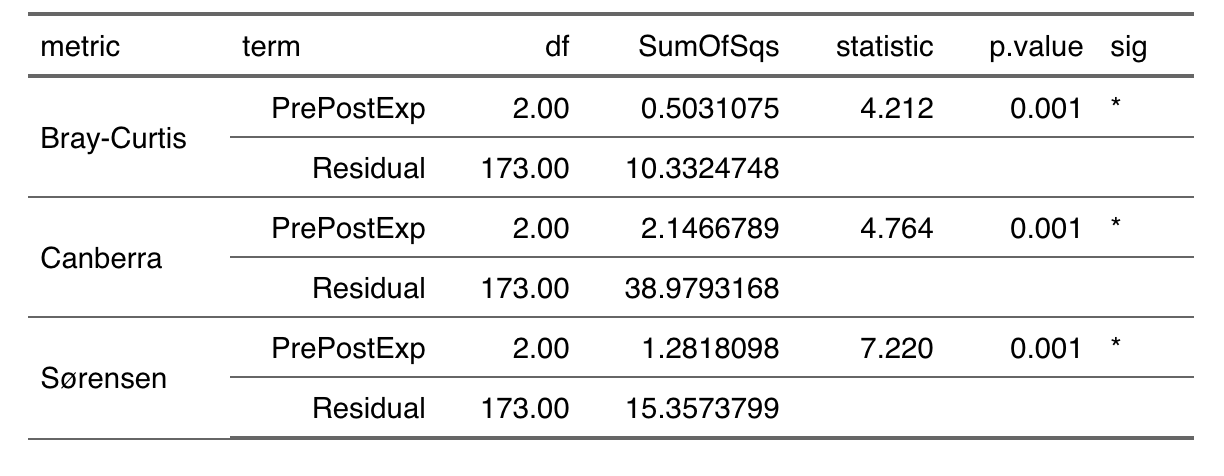 metric term df SumOfSqs statistic p.value sig
Bray-Curtis PrePostExp 2.00 0.5031075 4.212 0.001 *
Residual 173.00 10.3324748
Canberra PrePostExp 2.00 2.1466789 4.764 0.001 *
Residual 173.00 38.9793168
Sørensen PrePostExp 2.00 1.2818098 7.220 0.001 *
Residual 173.00 15.3573799